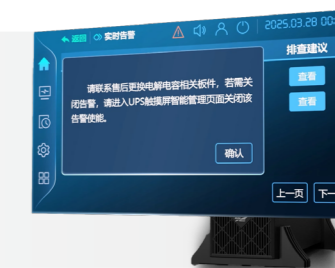 返回 实时告警
2025.03.28 00:
排查建议
请联系售后更换电解电容相关板件，若需关
闭告警，请进入UPS触摸屏智能管理页面关闭该
告警使能。
查看
查看
确认
上一页
下一